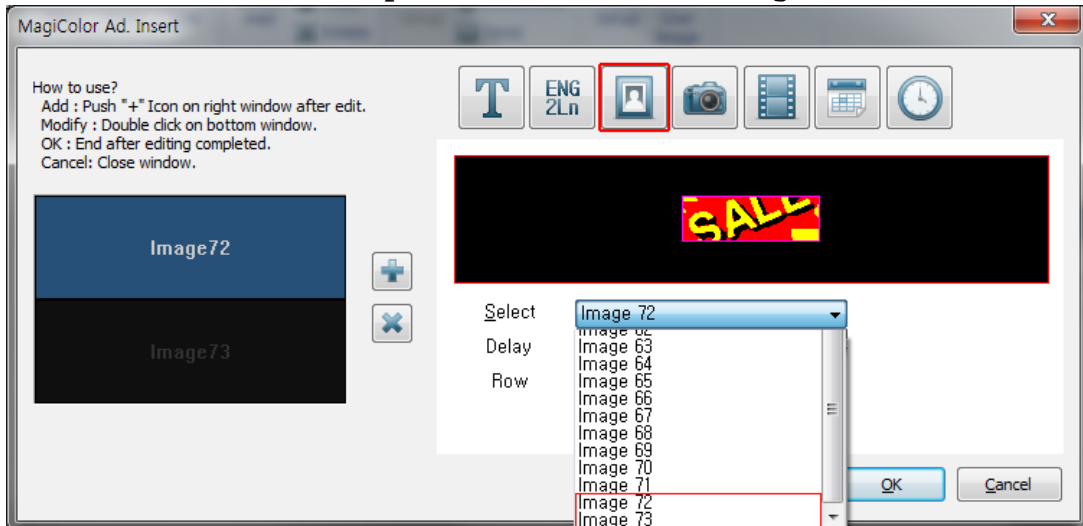 MagiColor Ad. Insert
How to use?
Add : Push "+" Icon on right window after edit.
Modify : Double click on bottom window.
OK : End after editing completed.
Cancel: Close window.
T
ENG
2Ln
SALE
Image72
Image73
Select
Image 72
Delay
Row
Image 62
Image 63
Image 64
Image 65
Image 66
Image 67
Image 68
Image 69
Image 70
Image 71
Image 72
Image 73
OK
Cancel